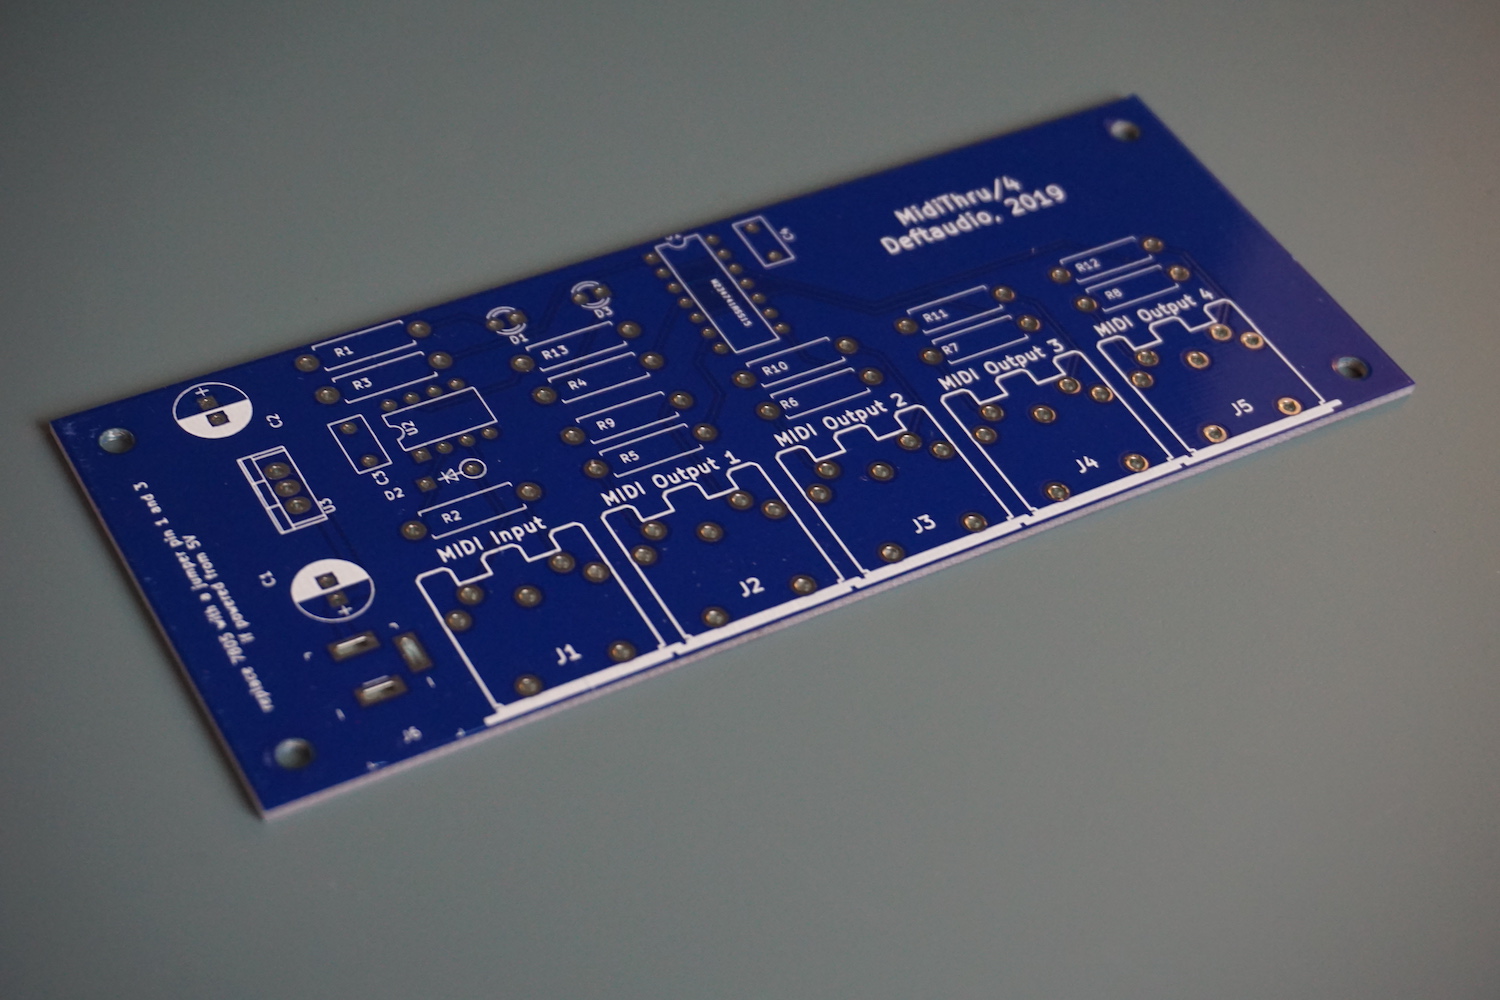 MidiThru/4
Deftaudio, 2019
R12
R8
MIDI Output 4
J5
R11
R7
MIDI Output 3
J4
R10
R6
MIDI Output 2
J3
D3
D1
R13
R4
R9
R5
MIDI Output 1
J2
R1
R3
U2
C3
D2
R2
MIDI Input
J1
C2
U3
C1
J6
replace 7805 with a jumper pin 1 and 3
if powered from 5V